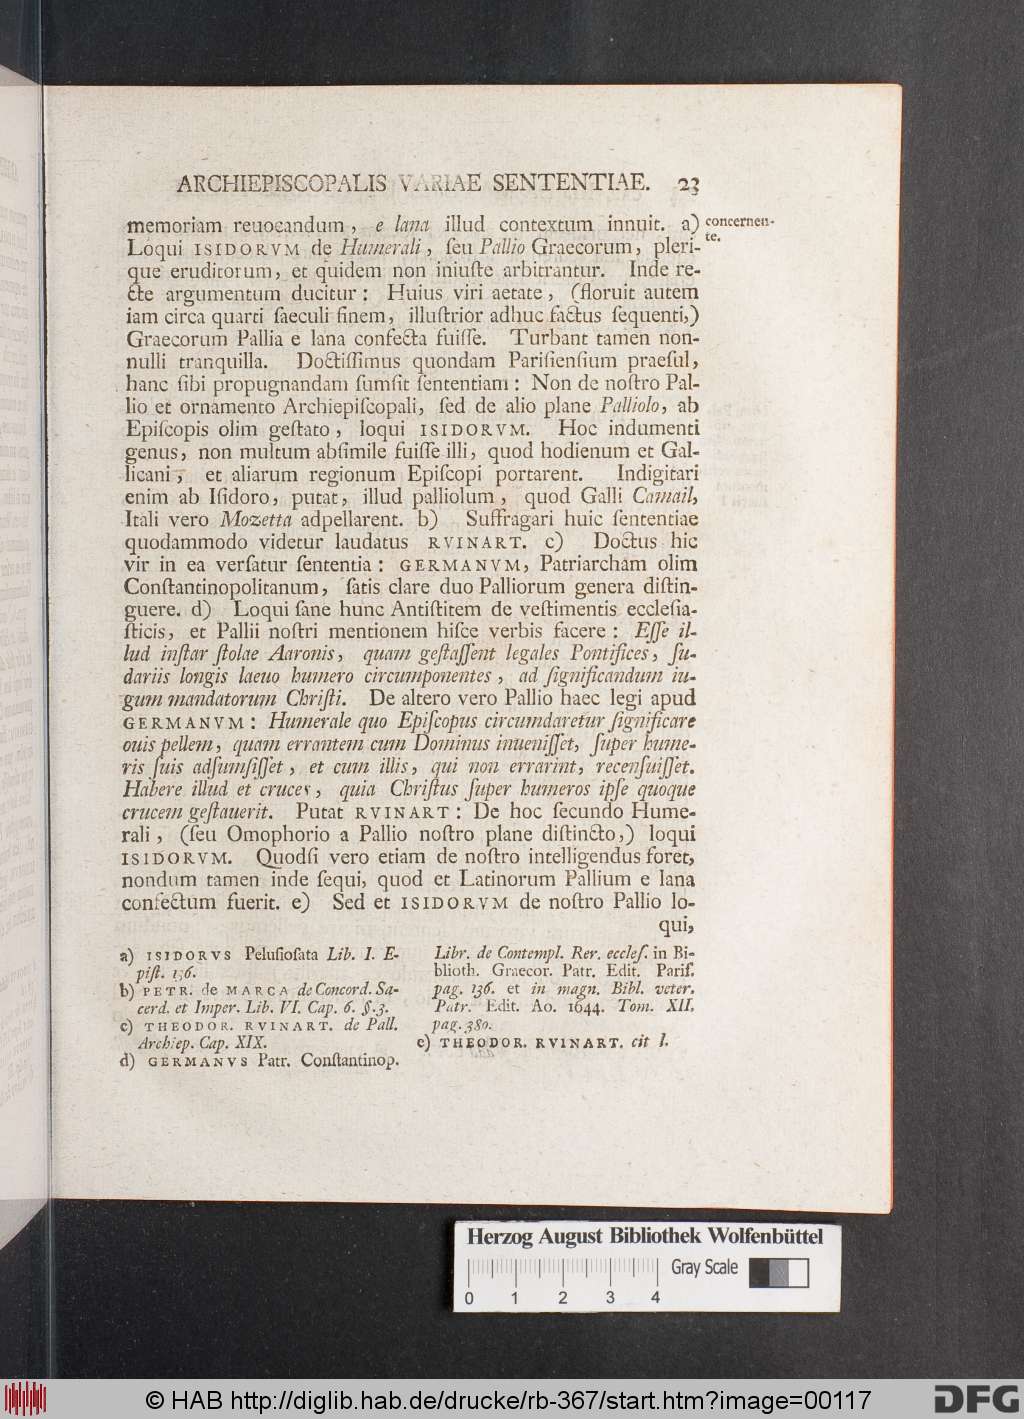 ARCHIEPISCOPALIS VARIAE SENTENTIAE. 23
memoriam reuocandum, e lana illud contextum innuit. a)
concernen-
te.
Loqui ISIDORVM de Humerali, ſeu Pallio Graecorum, pleri-
que eruditorum, et quidem non iniuſte arbitrantur. Inde re-
cte argumentum ducitur: Huius viri aetate, (floruit autem
iam circa quarti ſaeculi finem, illuſtrior adhuc factus ſequenti,)
Graecorum Pallia e lana confecta fuiſſe. Turbant tamen non-
nulli tranquilla. Doctiſſimus quondam Pariſienſium praeſul,
hanc ſibi propugnandam ſumſit ſententiam: Non de noſtro Pal-
lio et ornamento Archiepiſcopali, ſed de alio plane Palliolo, ab
Epiſcopis olim geſtato, loqui ISIDORVM. Hoc indumenti
genus, non multum abſimile fuiſſe illi, quod hodienum et Gal-
licani, et aliarum regionum Epiſcopi portarent. Indigitari
enim ab Iſidoro, putat, illud palliolum, quod Galli Camail,
Itali vero Mozetta adpellarent. b) Suffragari huic ſententiae
quodammodo videtur laudatus RVINART. c) Doctus hic
vir in ea verſatur ſententia: GERMANVM, Patriarcham olim
Conſtantinopolitanum, ſatis clare duo Palliorum genera diſtin-
guere. d) Loqui ſane hunc Antiſtitem de veſtimentis eccleſia-
ſticis, et Pallii noſtri mentionem hiſce verbis facere: Eſſe il-
lud inſtar ſtolae Aaronis, quam geſtaſſent legales Pontifices, ſu-
dariis longis laeuo humero circumponentes, ad ſignificandum iu-
gum mandatorum Chriſti. De altero vero Pallio haec legi apud
GERMANVM: Humerale quo Epiſcopus circumdaretur ſignificare
ouis pellem, quam errantem cum Dominus inueniſſet, ſuper hume-
ris ſuis adſumſiſſet, et cum illis, qui non errarint, recenſuiſſet.
Habere illud et cruces, quia Chriſtus ſuper humeros ipſe quoque
crucem geſtauerit. Putat RVINART: De hoc ſecundo Hume-
rali, (ſeu Omophorio a Pallio noſtro plane diſtincto,) loqui
ISIDORVM. Quodſi vero etiam de noſtro intelligendus foret,
nondum tamen inde ſequi, quod et Latinorum Pallium e lana
confectum fuerit. e) Sed et ISIDORVM de noſtro Pallio lo-
qui,
a) ISIDORVS Peluſioſata Lib. I. E-
piſt. 136.
b) PETR. de MARCA de Concord. Sa-
cerd. et Imper. Lib. VI. Cap. 6. §. 3.
c) THEODOR. RVINART. de Pall.
Archiep. Cap. XIX.
d) GERMANVS Patr. Conſtantinop.
Libr. de Contempl. Rer. eccleſ. in Bi-
blioth. Graecor. Patr. Edit. Pariſ.
pag. 136. et in magn. Bibl. veter.
Patr. Edit. Ao. 1644. Tom. XII.
pag. 380.
e) THEODOR. RVINART. cit l.
Herzog August Bibliothek Wolfenbüttel
Gray Scale
0 1 2 3 4
© HAB http://diglib.hab.de/drucke/rb-367/start.htm?image=00117
DFG